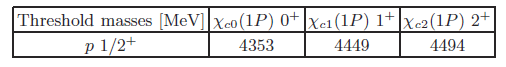 Threshold masses [MeV] χc0(1P) 0+ χc1(1P) 1+ χc2(1P) 2+
p 1/2+ 4353 4449 4494